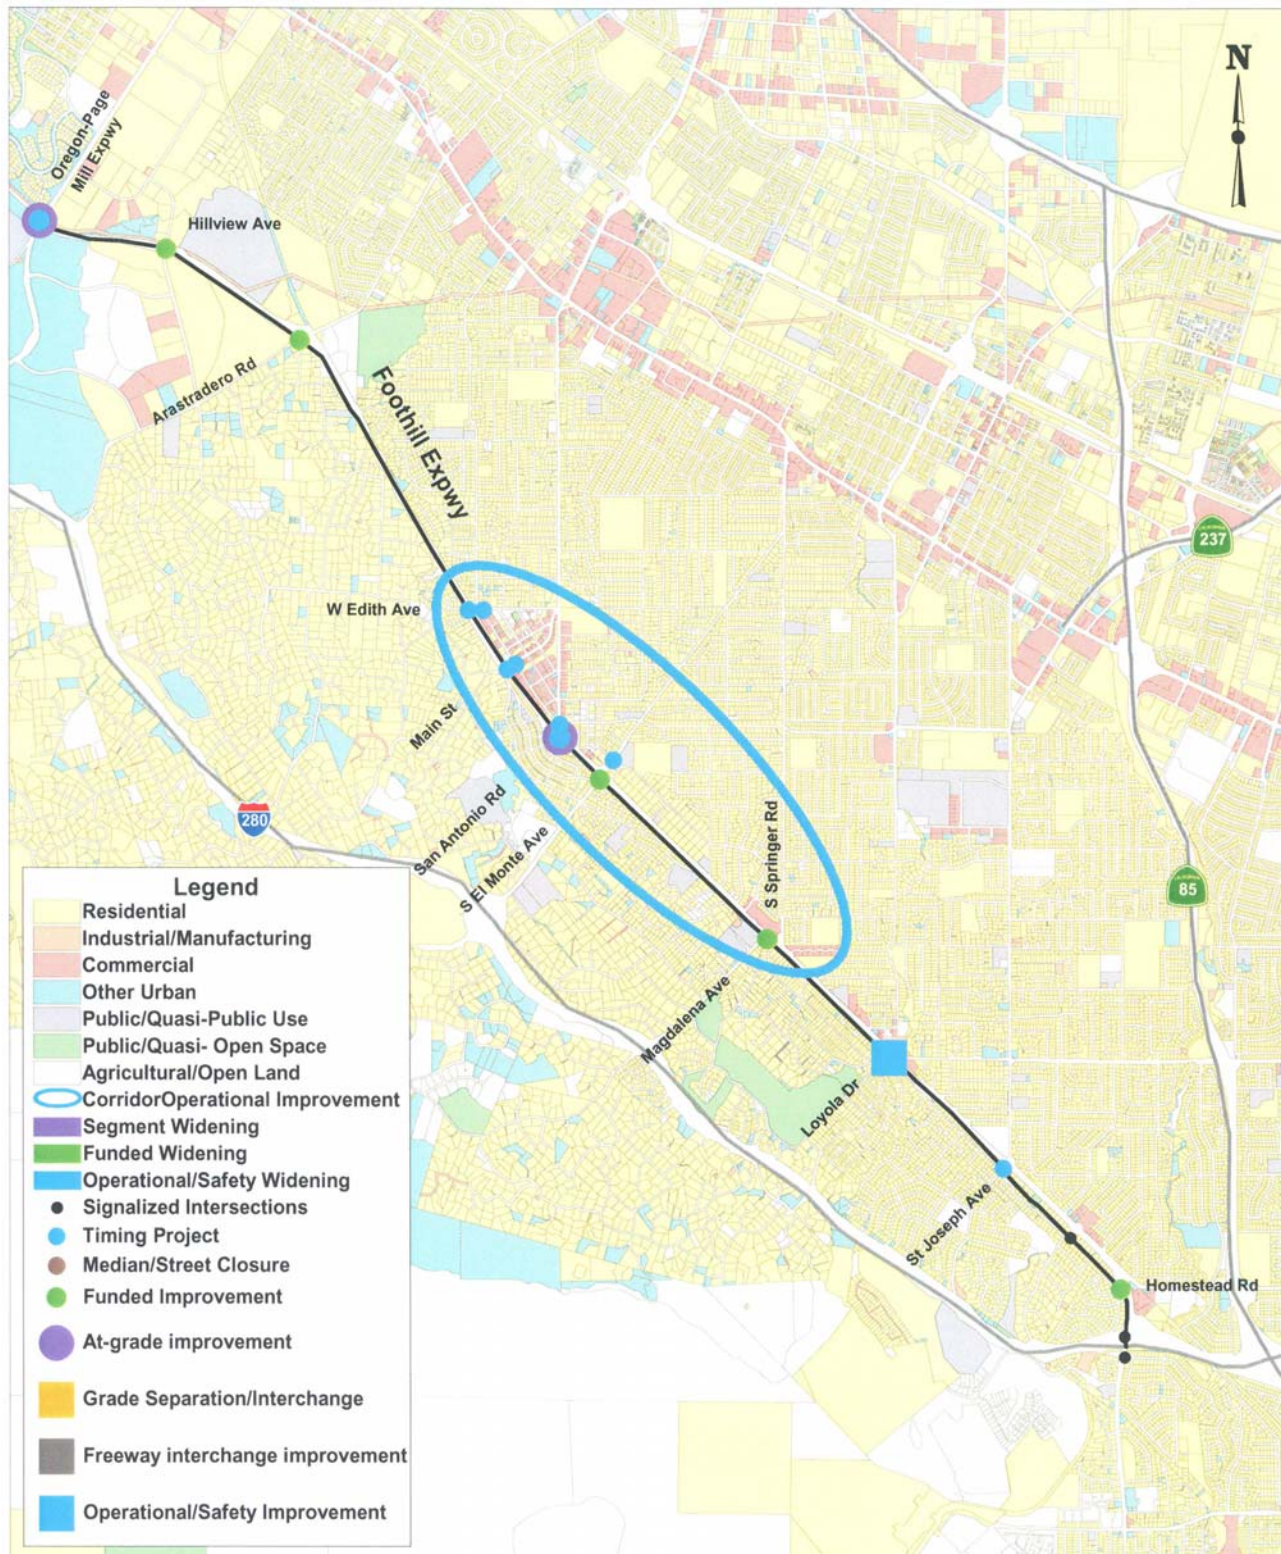 N
Oregon-Page
Mill Expwy
Hillview Ave
Arastradero Rd
Foothill Expwy
CALIFORNIA
237
W Edith Ave
Main St
San Antonio Rd
S El Monte Ave
280
S Springer Rd
CALIFORNIA
85
Magdalena Ave
Loyola Dr
St Joseph Ave
Homestead Rd
Legend
Residential
Industrial/Manufacturing
Commercial
Other Urban
Public/Quasi-Public Use
Public/Quasi- Open Space
Agricultural/Open Land
CorridorOperational Improvement
Segment Widening
Funded Widening
Operational/Safety Widening
Signalized Intersections
Timing Project
Median/Street Closure
Funded Improvement
At-grade improvement
Grade Separation/Interchange
Freeway interchange improvement
Operational/Safety Improvement